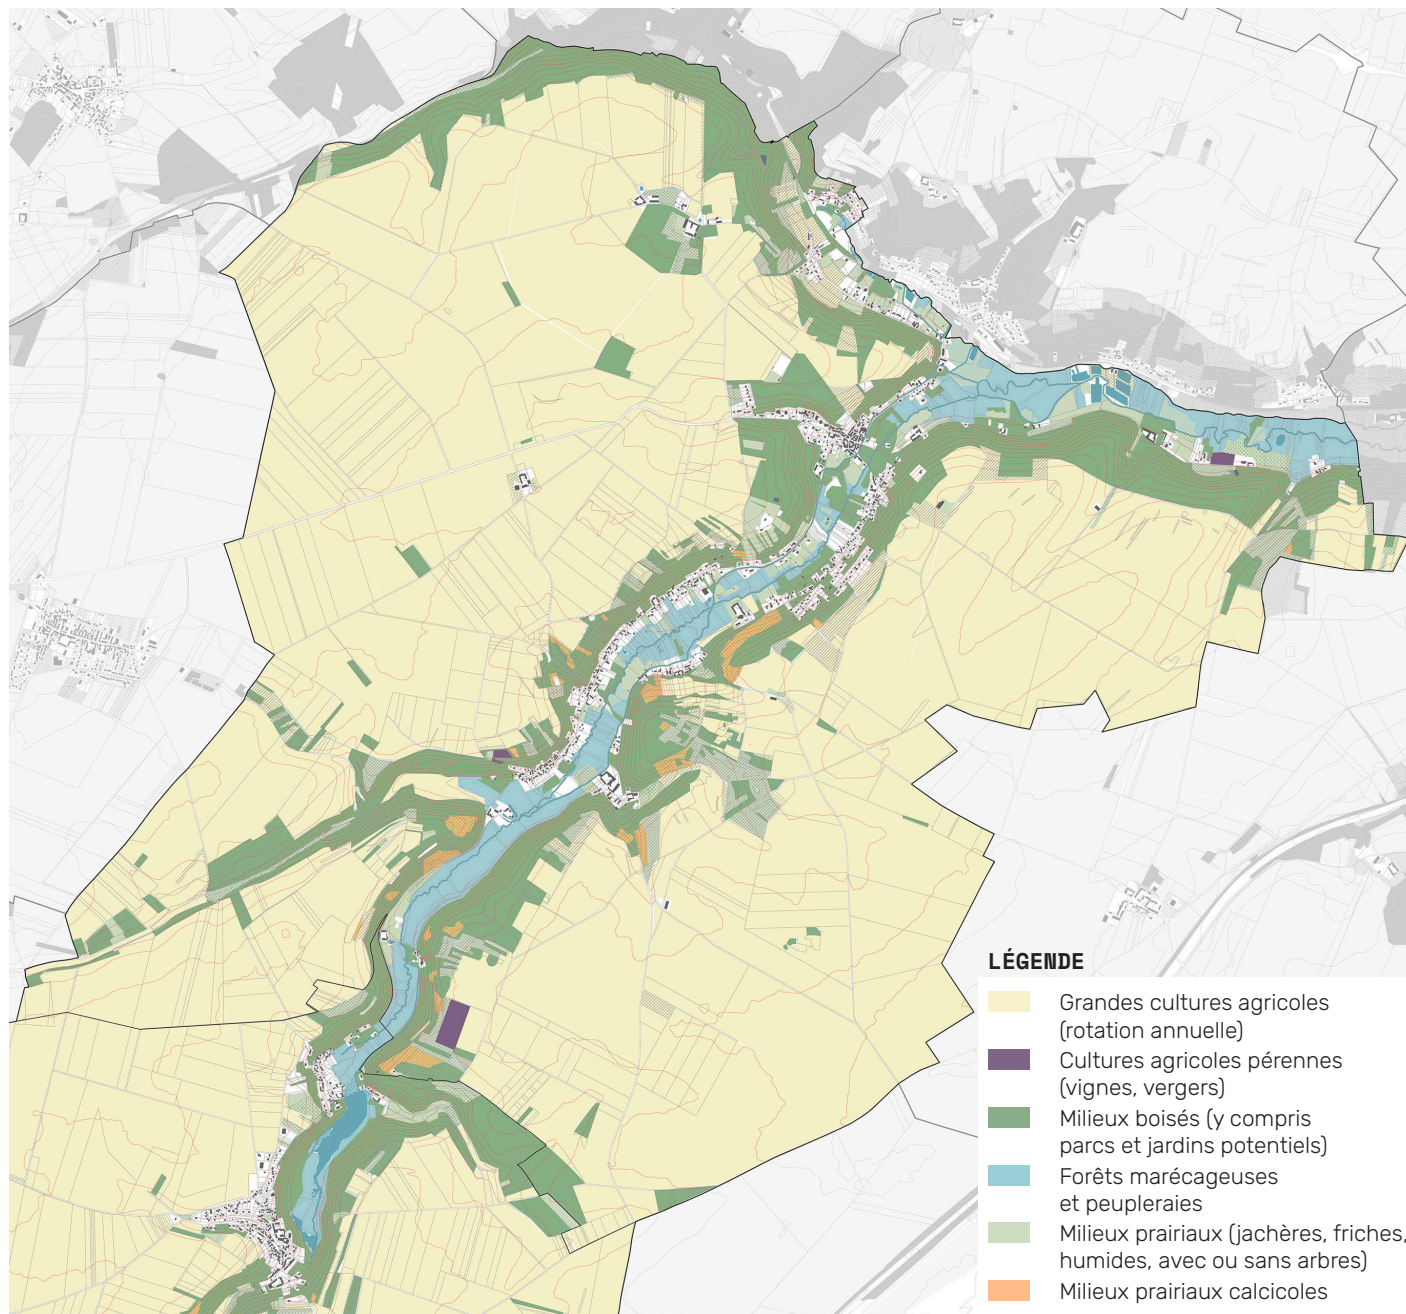 LÉGENDE
Grandes cultures agricoles
(rotation annuelle)
Cultures agricoles pérennes
(vignes, vergers)
Milieux boisés (y compris
parcs et jardins potentiels)
Forêts marécageuses
et peupleraies
Milieux prairiaux (jachères, friches,
humides, avec ou sans arbres)
Milieux prairiaux calcicoles